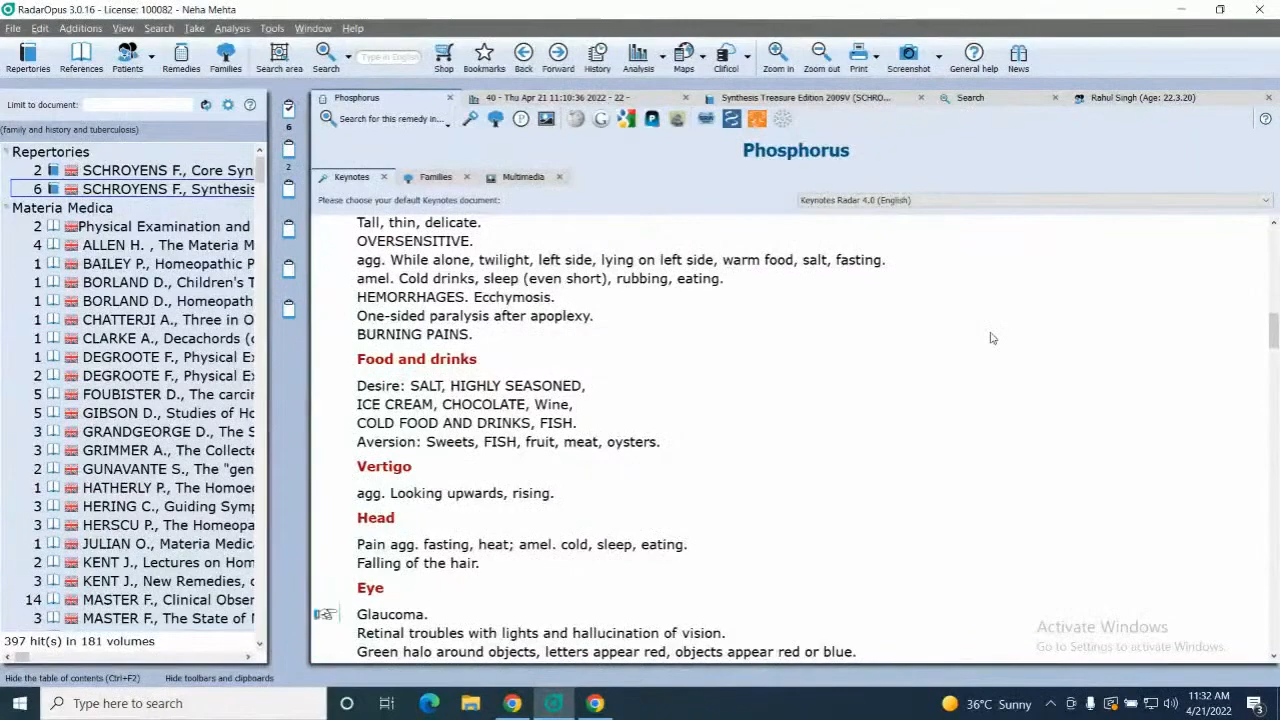 RadarOpus 3.0.16 - License: 100082 - Neha Mehta
File Edit Additions View Search Take Analysis Tools Window Help
Type in English
Repertories References Patients Remedies Families Search area Search Shop Bookmarks Back Forward History Analysis Maps Clificol Zoom in Zoom out Print Screenshot General help News
Limit to document:
(family and history and tuberculosis)
Repertories
2 SCHROYENS F., Core Syn
6 SCHROYENS F., Synthesis
Materia Medica
2 Physical Examination and
4 ALLEN H. , The Materia M
1 BAILEY P., Homeopathic P
1 BORLAND D., Children's T
1 BORLAND D., Homeopath
1 CHATTERJI A., Three in O
1 CLARKE A., Decachords (c
1 DEGROOTE F., Physical Ex
2 DEGROOTE F., Physical Ex
5 FOUBISTER D., The carcir
5 GIBSON D., Studies of Ho
3 GRANDGEORGE D., The S
3 GRIMMER A., The Collecte
2 GUNAVANTE S., The "gen
1 HATHERLY P., The Homoeo
3 HERING C., Guiding Symp
3 HERSCU P., The Homeopa
1 JULIAN O., Materia Medica
2 KENT J., Lectures on Hom
3 KENT J., New Remedies, c
14 MASTER F., Clinical Obser
3 MASTER F., The State of M
397 hit(s) in 181 volumes
6
2
Phosphorus
40 - Thu Apr 21 11:10:36 2022 - 22 -
Synthesis Treasure Edition 2009V (SCHRO...
Search
Rahul Singh (Age: 22.3.20)
Search for this remedy in...
Phosphorus
Keynotes Families Multimedia
Please choose your default Keynotes document:
Keynotes Radar 4.0 (English)
Tall, thin, delicate.
OVERSENSITIVE.
agg. While alone, twilight, left side, lying on left side, warm food, salt, fasting.
amel. Cold drinks, sleep (even short), rubbing, eating.
HEMORRHAGES. Ecchymosis.
One-sided paralysis after apoplexy.
BURNING PAINS.
Food and drinks
Desire: SALT, HIGHLY SEASONED,
ICE CREAM, CHOCOLATE, Wine,
COLD FOOD AND DRINKS, FISH.
Aversion: Sweets, FISH, fruit, meat, oysters.
Vertigo
agg. Looking upwards, rising.
Head
Pain agg. fasting, heat; amel. cold, sleep, eating.
Falling of the hair.
Eye
Glaucoma.
Retinal troubles with lights and hallucination of vision.
Green halo around objects, letters appear red, objects appear red or blue.
Activate Windows
Go to Settings to activate Windows.
Hide the table of contents (Ctrl+F2) Hide toolbars and clipboards
Type here to search
36°C Sunny
11:32 AM
4/21/2022
3